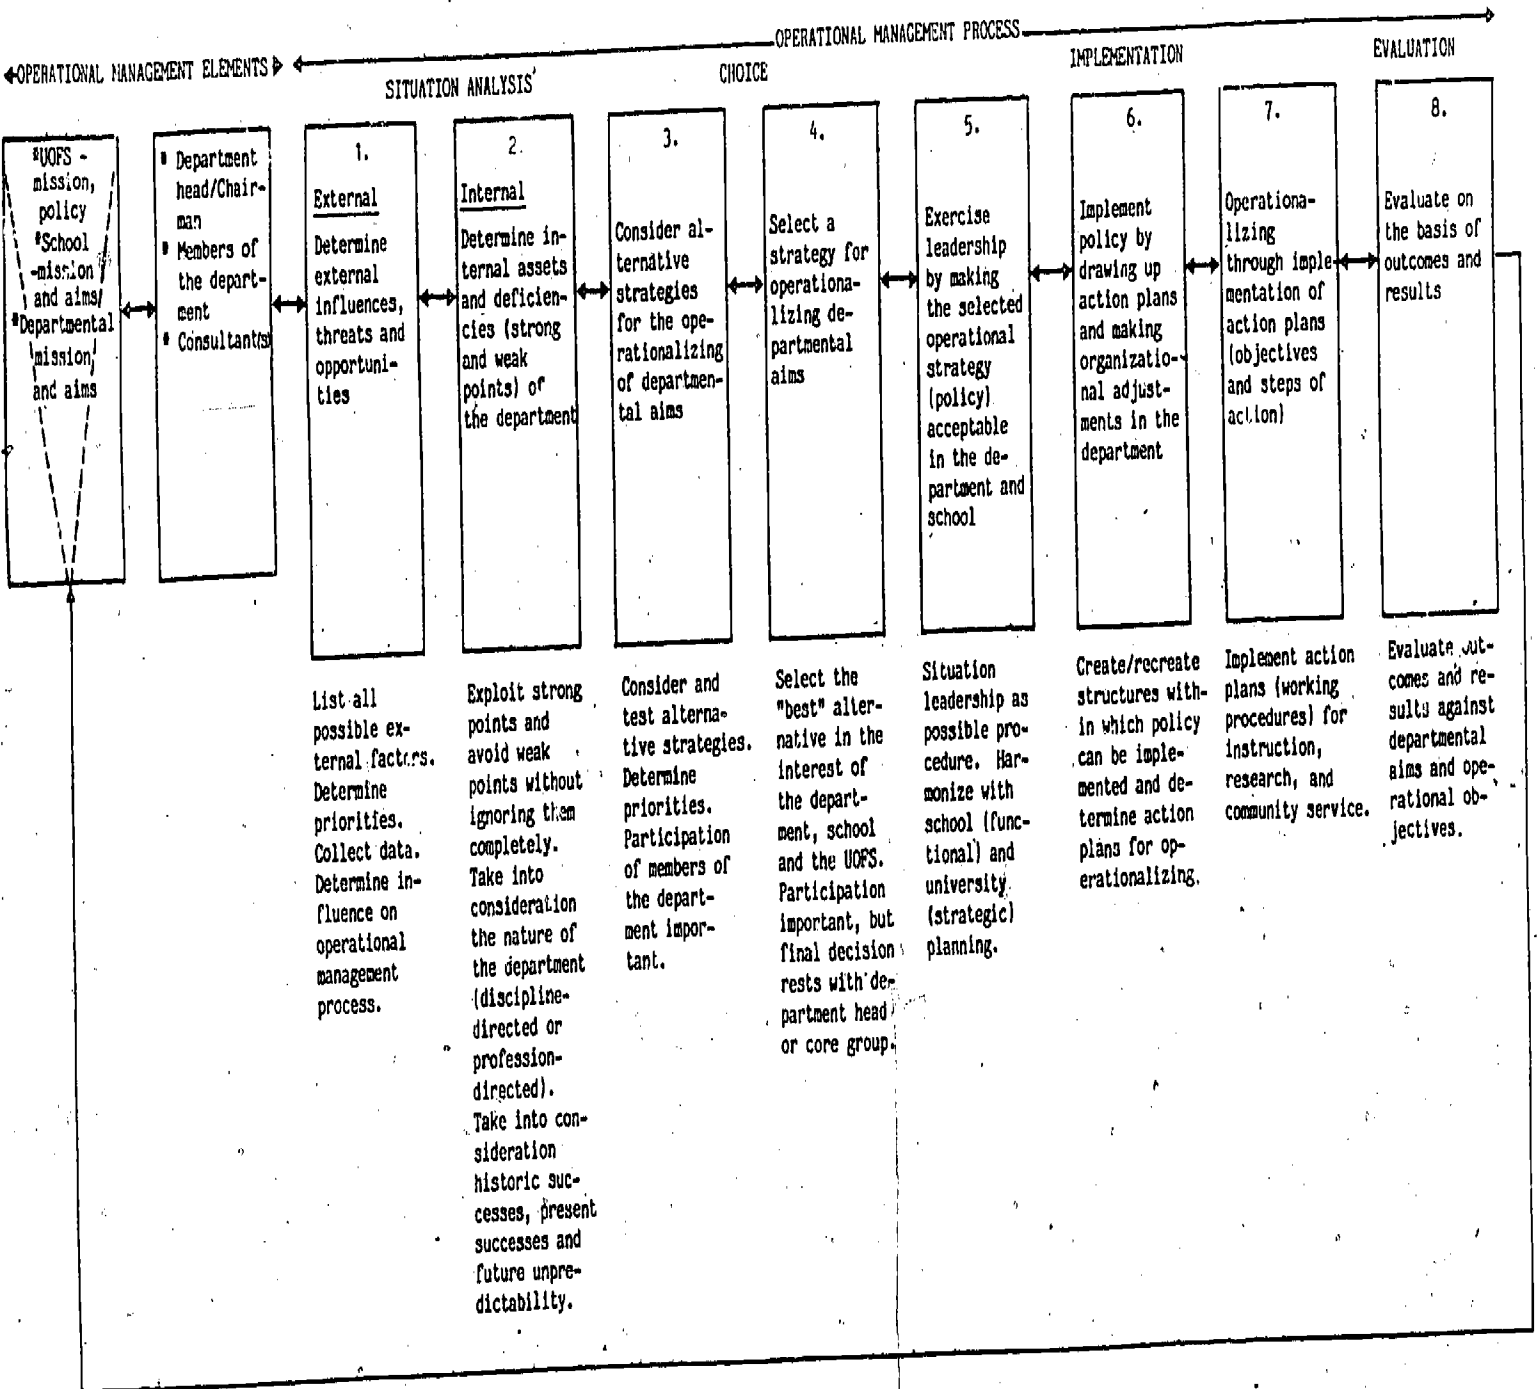 OPERATIONAL MANAGEMENT PROCESS
OPERATIONAL MANAGEMENT ELEMENTS
SITUATION ANALYSIS
CHOICE
IMPLEMENTATION
EVALUATION
*UOFS -
mission,
policy
*School
-mission
and aims
*Departmental
mission
and aims
* Department
head/Chair-
man
* Members of
the depart-
ment
* Consultant(s)
1.
External
Determine
external
influences,
threats and
opportuni-
ties
2.
Internal
Determine in-
ternal assets
and deficien-
cies (strong
and weak
points) of
the department
3.
Consider al-
ternative
strategies
for the ope-
rationalizing
of departmen-
tal aims
4.
Select a
strategy for
operationa-
lizing de-
partmental
aims
5.
Exercise
leadership
by making
the selected
operational
strategy
(policy)
acceptable
in the de-
partment and
school
6.
Implement
policy by
drawing up
action plans
and making
organizatio-
nal adjust-
ments in the
department
7.
Operationa-
lizing
through imple-
mentation of
action plans
(objectives
and steps of
action)
8.
Evaluate on
the basis of
outcomes and
results
List all
possible ex-
ternal factors.
Determine
priorities.
Collect data.
Determine in-
fluence on
operational
management
process.
Exploit strong
points and
avoid weak
points without
ignoring them
completely.
Take into
consideration
the nature of
the department
(discipline-
directed or
profession-
directed).
Take into con-
sideration
historic suc-
cesses, present
successes and
future unpre-
dictability.
Consider and
test alterna-
tive strategies.
Determine
priorities.
Participation
of members of
the depart-
ment impor-
tant.
Select the
"best" alter-
native in the
interest of
the depart-
ment, school
and the UOFS.
Participation
important, but
final decision
rests with de-
partment head
or core group.
Situation
leadership as
possible pro-
cedure. Har-
monize with
school (func-
tional) and
university
(strategic)
planning.
Create/recreate
structures with-
in which policy
can be imple-
mented and de-
termine action
plans for op-
erationalizing.
Implement action
plans (working
procedures) for
instruction,
research, and
community service.
Evaluate out-
comes and re-
sults against
departmental
aims and ope-
rational ob-
jectives.